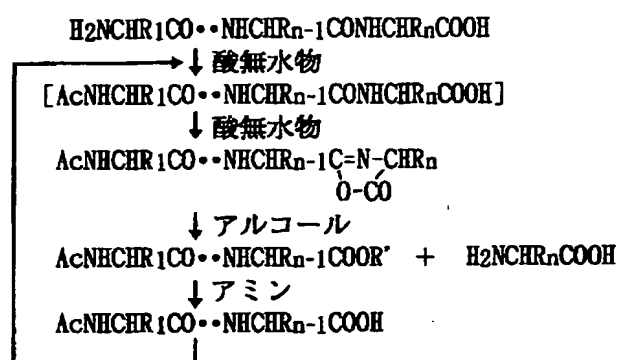 H2NCHR1CO••NHCHRn-1CONHCHRnCOOH
酸無水物
[AcNHCHR1CO••NHCHRn-1CONHCHRnCOOH]
酸無水物
AcNHCHR1CO••NHCHRn-1C=N-CHRn
O-CO
アルコール
AcNHCHR1CO••NHCHRn-1COOR' + H2NCHRnCOOH
アミン
AcNHCHR1CO••NHCHRn-1COOH